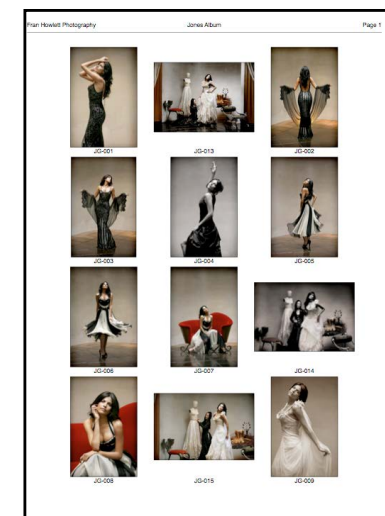 Fran Howlett Photography Jones Album Page 1
JG-001 JG-013 JG-002
JG-003 JG-004 JG-005
JG-006 JG-007 JG-014
JG-008 JG-015 JG-009